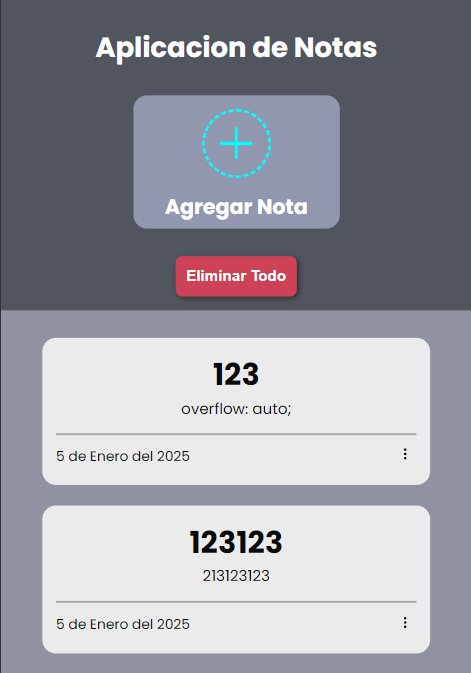 Aplicacion de Notas
Agregar Nota
Eliminar Todo
123
overflow: auto;
5 de Enero del 2025
123123
213123123
5 de Enero del 2025